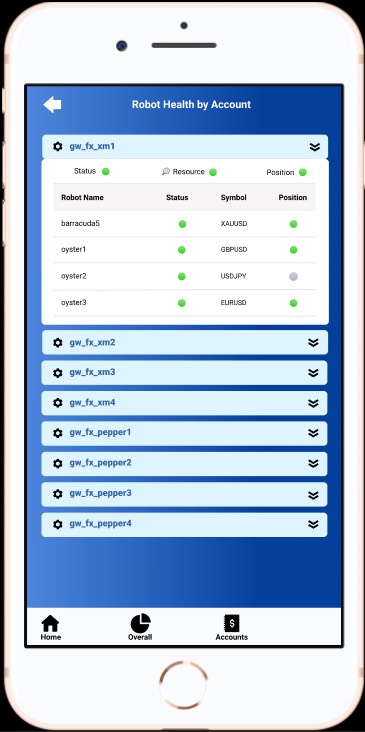 Robot Health by Account
gw_fx_xm1
Status Resource Position
Robot Name Status Symbol Position
barracuda5 XAUUSD
oyster1 GBPUSD
oyster2 USDJPY
oyster3 EURUSD
gw_fx_xm2
gw_fx_xm3
gw_fx_xm4
gw_fx_pepper1
gw_fx_pepper2
gw_fx_pepper3
gw_fx_pepper4
Home Overall Accounts